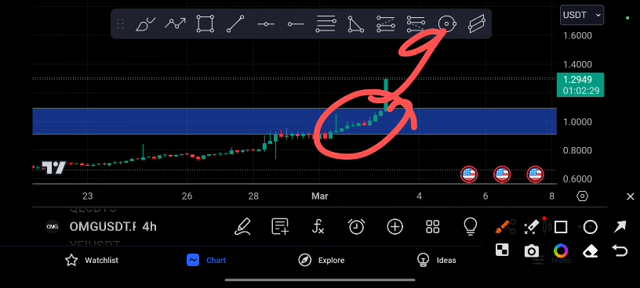 USDT
1.6000
1.4000
1.2949
01:02:29
1.0000
0.8000
0.6000
23
26
28
Mar
4
6
8
OMGUSDT.P
4h
Watchlist
Chart
Explore
Ideas